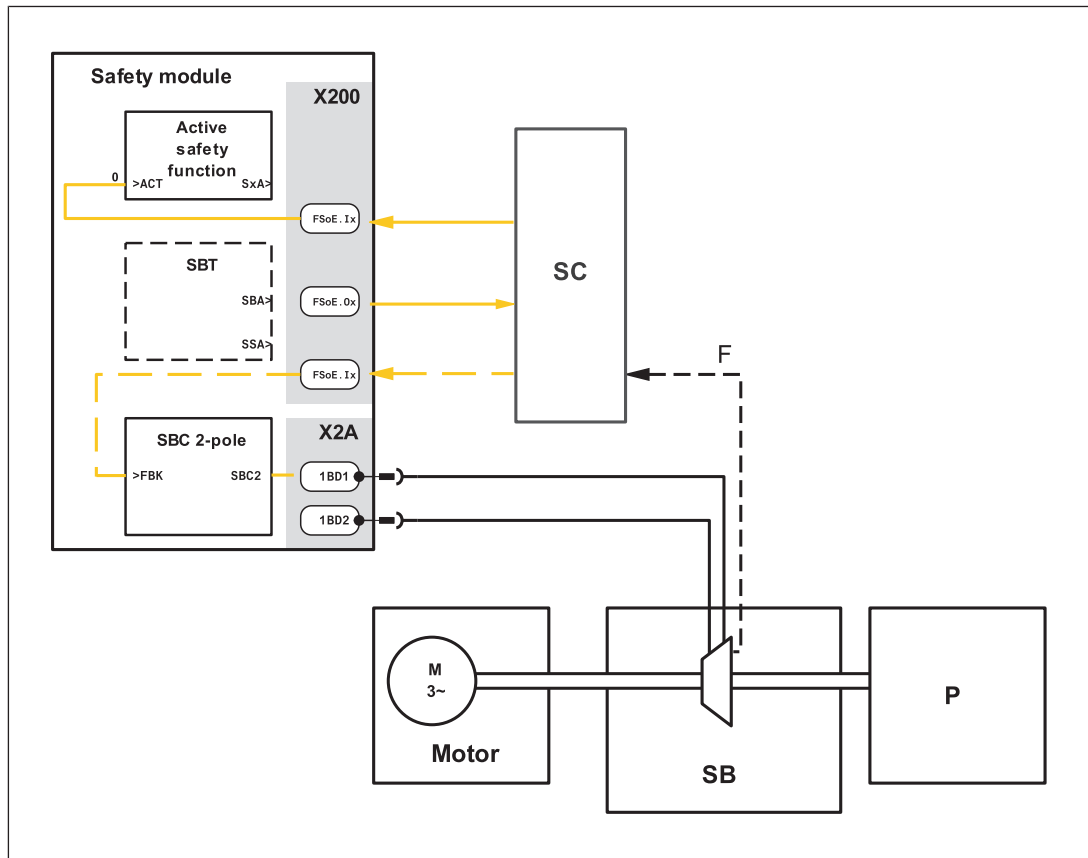 Safety module
X200
Active
safety
function
0
>ACT
SxA>
FSoE.Ix
SBT
SBA>
SSA>
FSoE.Ox
FSoE.Ix
SC
F
SBC 2-pole
>FBK
SBC2
X2A
1BD1
1BD2
M
3~
Motor
SB
P